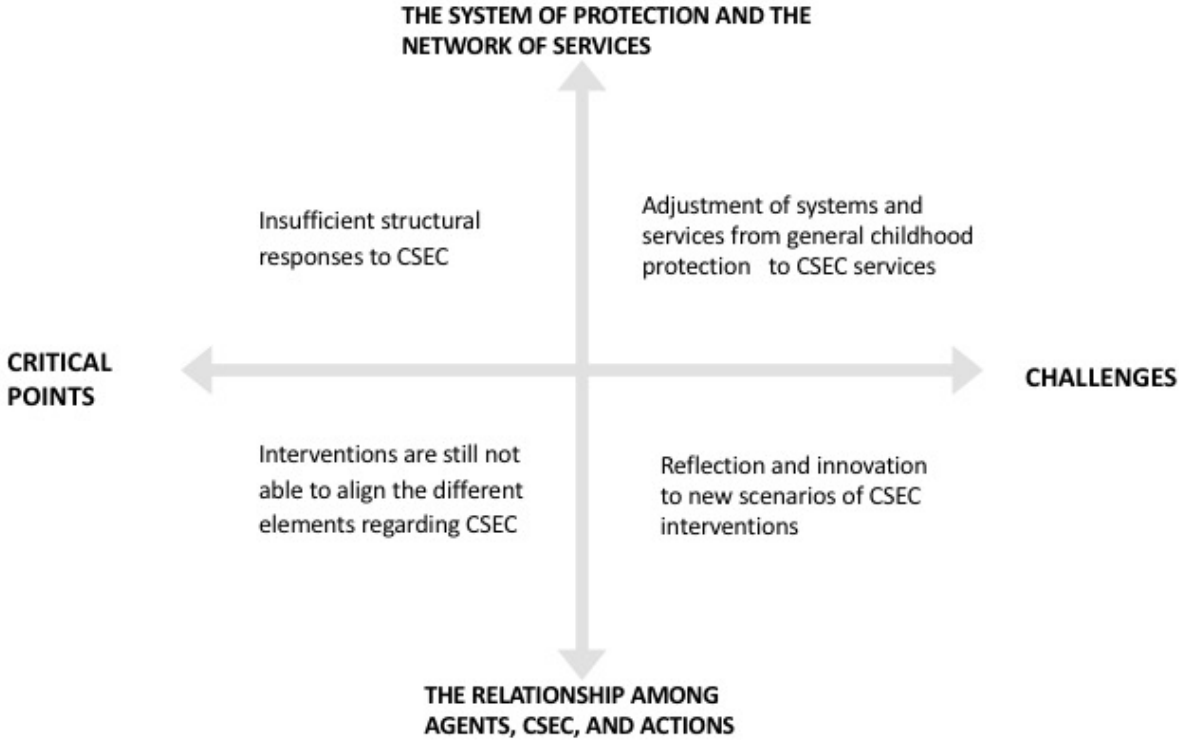 THE SYSTEM OF PROTECTION AND THE
NETWORK OF SERVICES
Insufficient structural
responses to CSEC
Adjustment of systems and
services from general childhood
protection   to CSEC services
CRITICAL
POINTS
CHALLENGES
Interventions are still not
able to align the different
elements regarding CSEC
Reflection and innovation
to new scenarios of CSEC
interventions
THE RELATIONSHIP AMONG
AGENTS, CSEC, AND ACTIONS